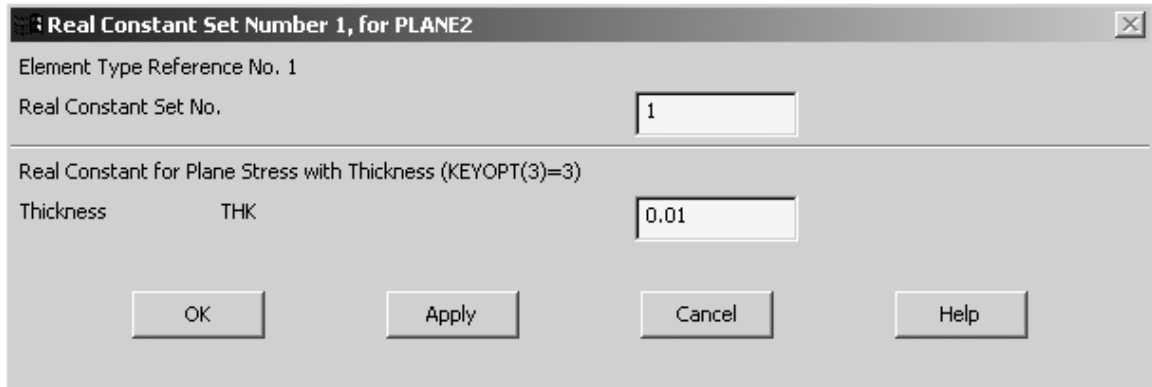 Real Constant Set Number 1, for PLANE2
Element Type Reference No. 1
Real Constant Set No. 1
Real Constant for Plane Stress with Thickness (KEYOPT(3)=3)
Thickness THK 0.01
OK Apply Cancel Help